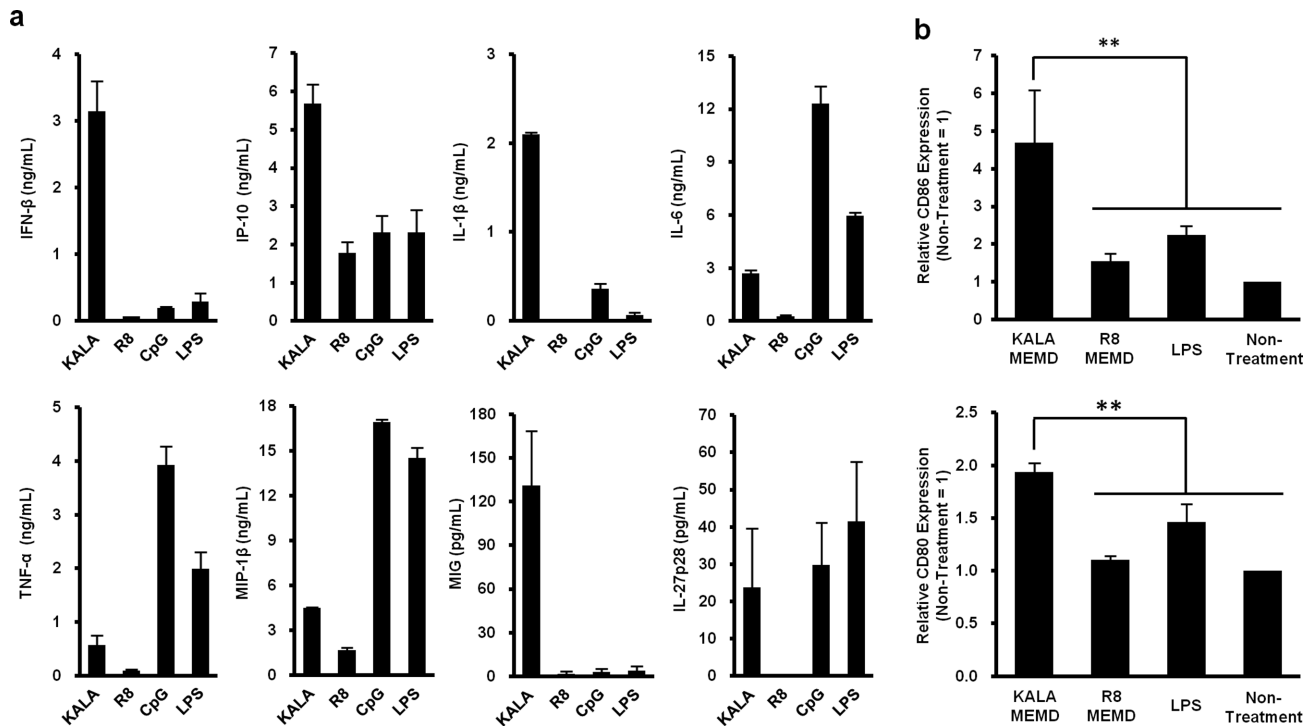 a
IFN-β (ng/mL)
4
3
2
1
0
KALA
R8
CpG
LPS
IP-10 (ng/mL)
7
6
5
4
3
2
1
0
KALA
R8
CpG
LPS
IL-1β (ng/mL)
3
2
1
0
KALA
R8
CpG
LPS
IL-6 (ng/mL)
15
12
9
6
3
0
KALA
R8
CpG
LPS
TNF-α (ng/mL)
5
4
3
2
1
0
KALA
R8
CpG
LPS
MIP-1β (ng/mL)
18
15
12
9
6
3
0
KALA
R8
CpG
LPS
MIG (pg/mL)
180
150
120
90
60
30
0
KALA
R8
CpG
LPS
IL-27p28 (pg/mL)
70
60
50
40
30
20
10
0
KALA
R8
CpG
LPS
b
Relative CD86 Expression
(Non-Treatment = 1)
7
6
5
4
3
2
1
0
**
KALA
MEMD
R8
MEMD
LPS
Non-
Treatment
Relative CD80 Expression
(Non-Treatment = 1)
2.5
2.0
1.5
1.0
0.5
0.0
**
KALA
MEMD
R8
MEMD
LPS
Non-
Treatment